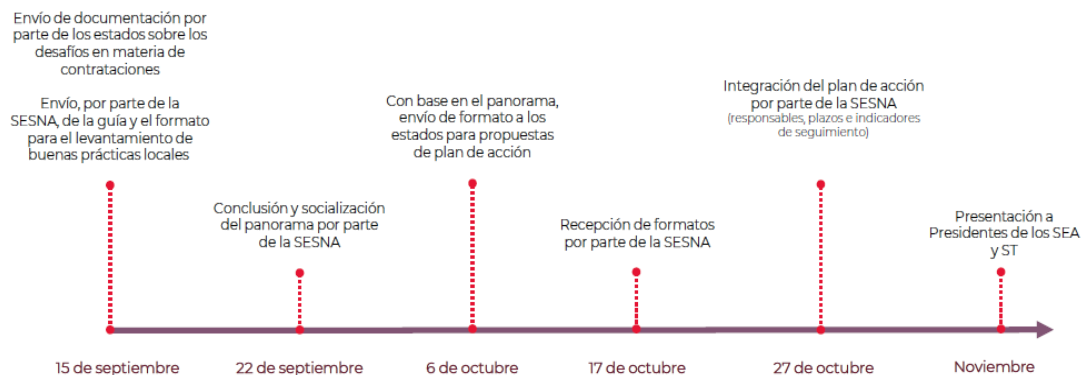 Envío de documentación por
parte de los estados sobre los
desafíos en materia de
contrataciones
Envío, por parte de la
SESNA, de la guía y el formato
para el levantamiento de
buenas prácticas locales
Conclusión y socialización
del panorama por parte
de la SESNA
Con base en el panorama,
envío de formato a los
estados para propuestas
de plan de acción
Recepción de formatos
por parte de la SESNA
Integración del plan de acción
por parte de la SESNA
(responsables, plazos e indicadores
de seguimiento)
Presentación a
Presidentes de los SEA
y ST
15 de septiembre
22 de septiembre
6 de octubre
17 de octubre
27 de octubre
Noviembre